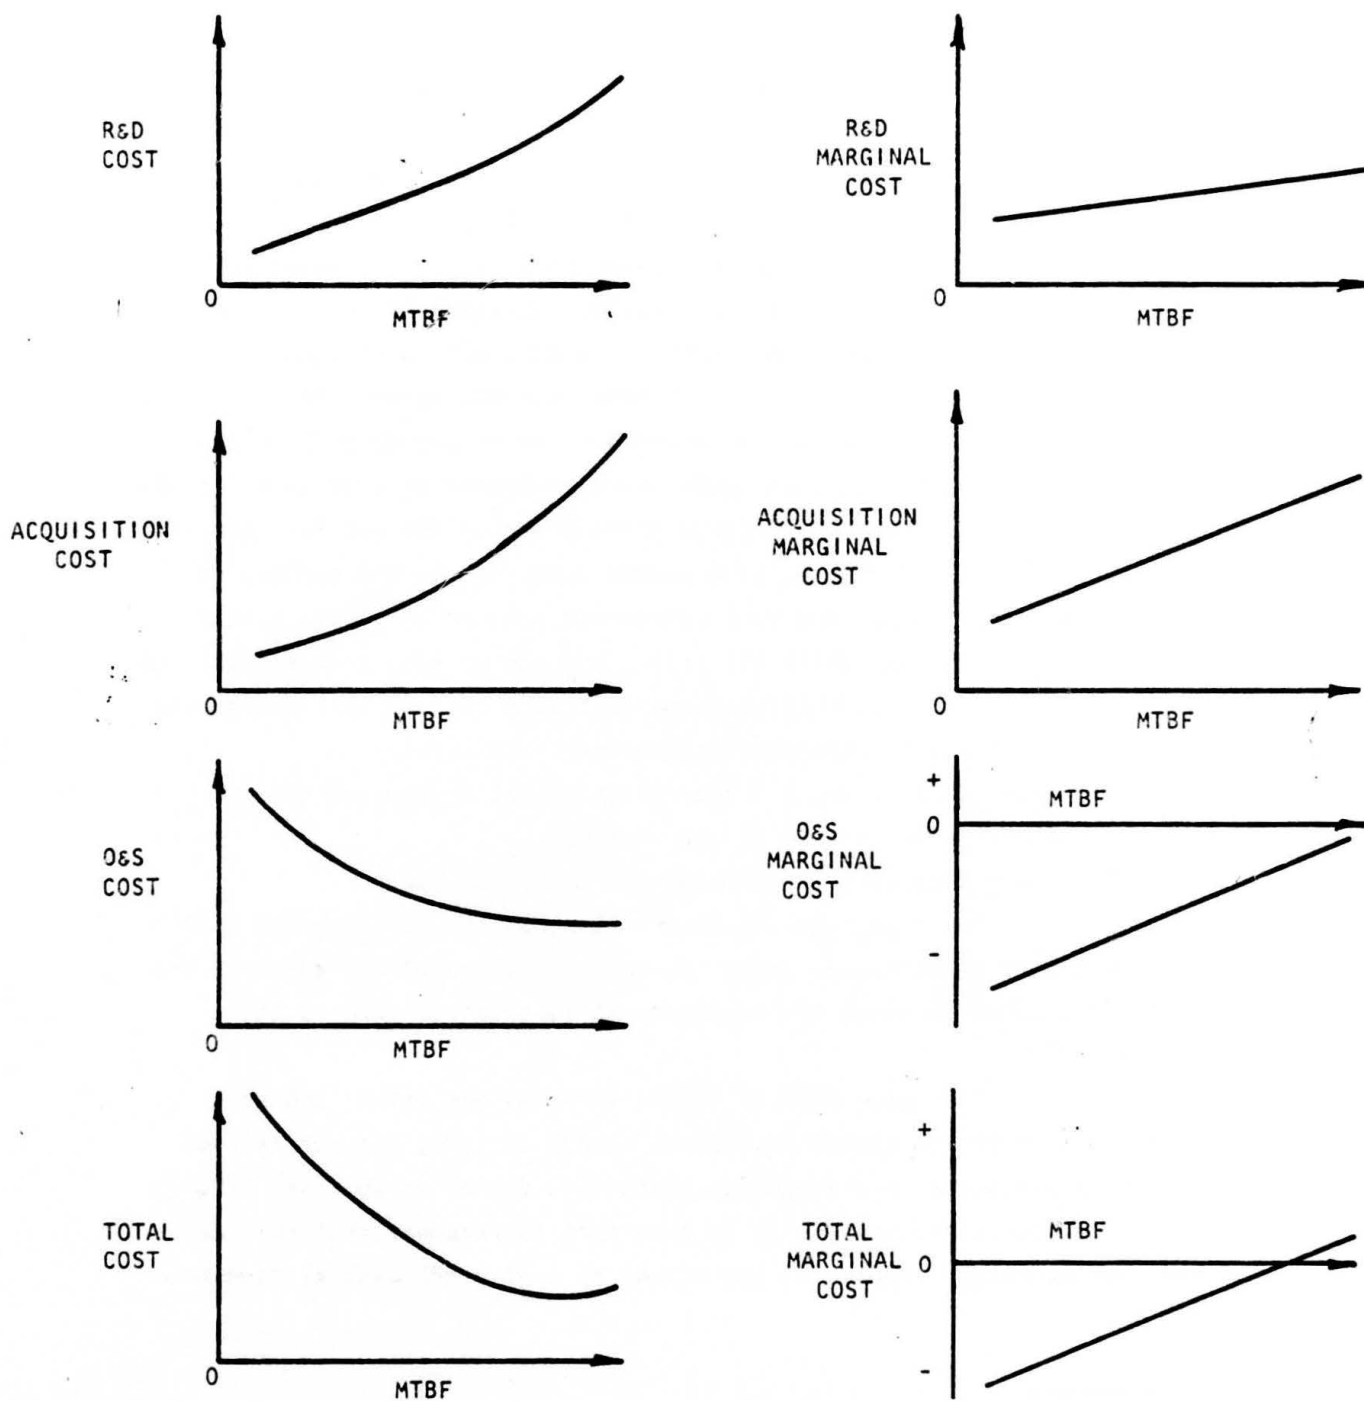 R&D
COST
0
MTBF
R&D
MARGINAL
COST
0
MTBF
ACQUISITION
COST
0
MTBF
ACQUISITION
MARGINAL
COST
0
MTBF
O&S
COST
0
MTBF
+
MTBF
0
O&S
MARGINAL
COST
-
TOTAL
COST
0
MTBF
+
MTBF
TOTAL
MARGINAL
COST
0
-